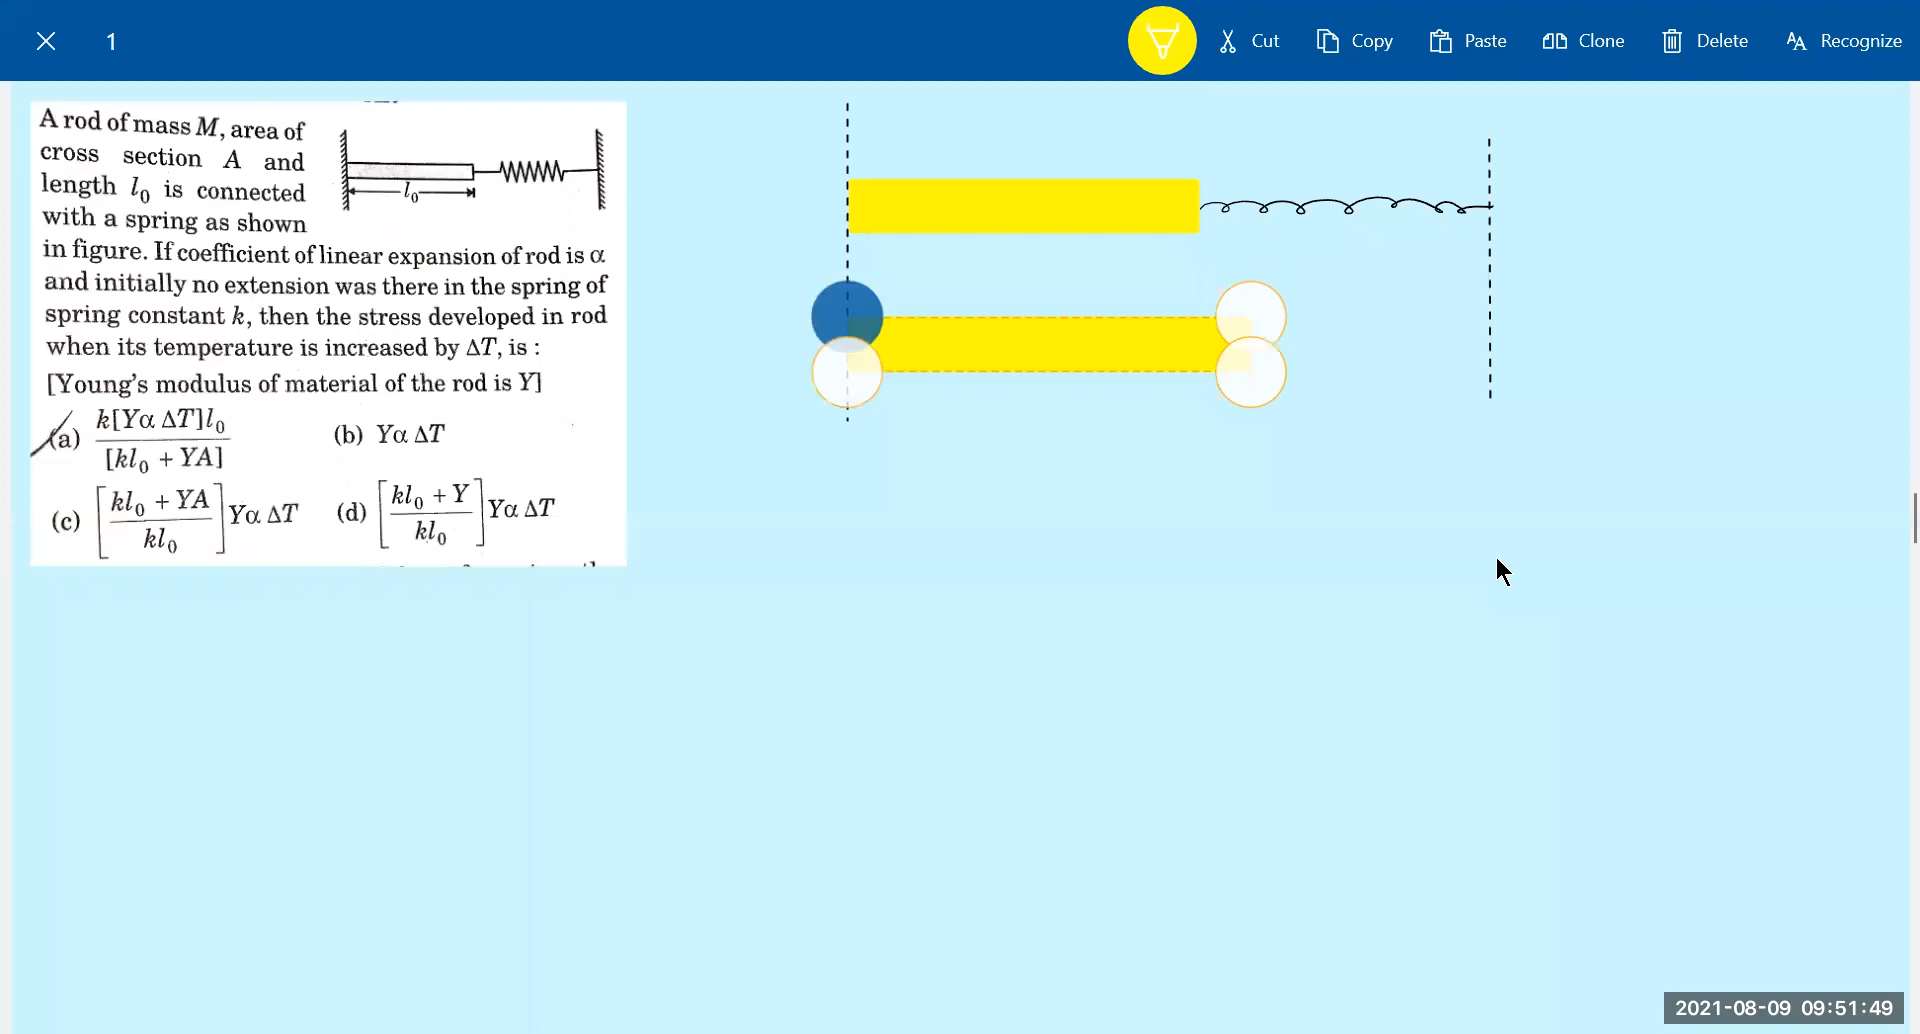 1 Cut Copy Paste Clone Delete Recognize
A rod of mass M, area of
cross section A and
length l₀ is connected
with a spring as shown
l₀
in figure. If coefficient of linear expansion of rod is α
and initially no extension was there in the spring of
spring constant k, then the stress developed in rod
when its temperature is increased by ΔT, is :
[Young's modulus of material of the rod is Y]
(a) k[Yα ΔT]l₀ / [kl₀ + YA] (b) Yα ΔT
(c) [kl₀ + YA / kl₀] Yα ΔT (d) [kl₀ + Y / kl₀] Yα ΔT
2021-08-09 09:51:49